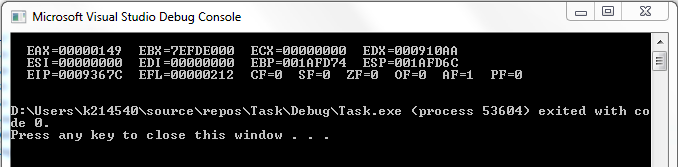 Microsoft Visual Studio Debug Console
EAX=00000149 EBX=7EFDE000 ECX=00000000 EDX=000910AA
ESI=00000000 EDI=00000000 EBP=001AFD74 ESP=001AFD6C
EIP=0009367C EFL=00000212 CF=0 SF=0 ZF=0 OF=0 AF=1 PF=0
D:\Users\k214540\source\repos\Task\Debug\Task.exe (process 53604) exited with co
de 0.
Press any key to close this window . . .